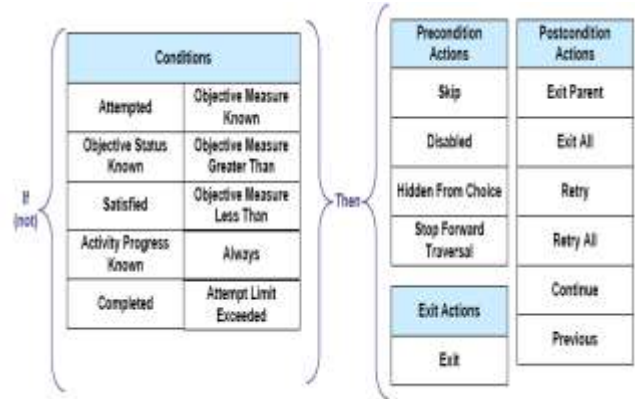 If
(not)
Conditions
Attempted
Objective Measure
Known
Objective Status
Known
Objective Measure
Greater Than
Satisfied
Objective Measure
Less Than
Activity Progress
Known
Always
Completed
Attempt Limit
Exceeded
Then
Precondition
Actions
Skip
Disabled
Hidden From Choice
Stop Forward
Traversal
Exit Actions
Exit
Postcondition
Actions
Exit Parent
Exit All
Retry
Retry All
Continue
Previous